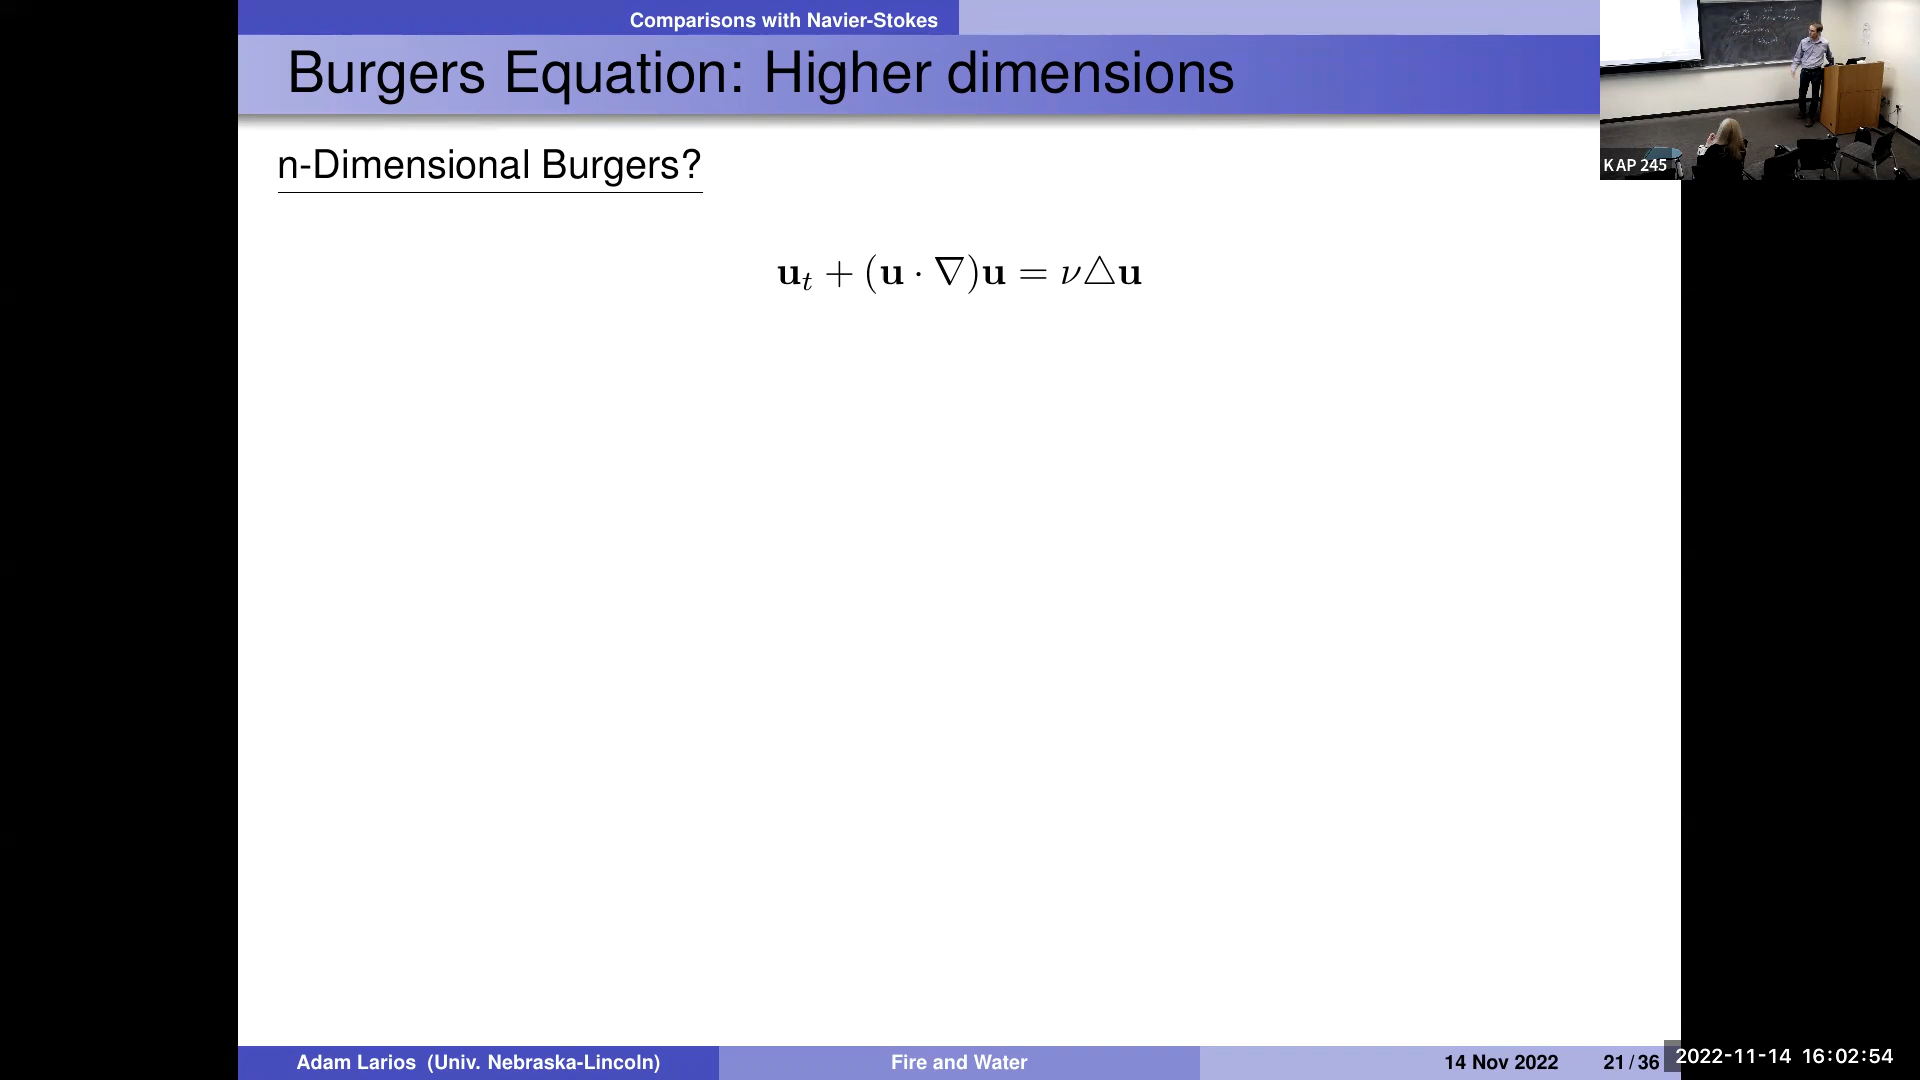 Comparisons with Navier-Stokes
Burgers Equation: Higher dimensions
KAP 245
n-Dimensional Burgers?
𝐮ₜ + (𝐮 · ∇)𝐮 = ν△𝐮
Adam Larios (Univ. Nebraska-Lincoln)
Fire and Water
14 Nov 2022
21 / 36
2022-11-14 16:02:54